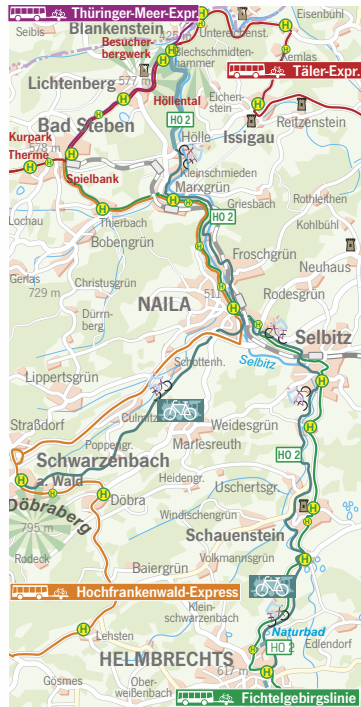 Thüringer-Meer-Expr.
Eisenbühl
Seibis
Blankenstein
425 m
Unterer
Besucher-
bergwerk
Blechschmidten-
hammer
Kemlas
577 m
Täler-Expr.
Lichtenberg
Höllental
Eichen-
stein
Reitzenstein
HO 2
Bad Steben
Issigau
Kurpark
Hölle
Therme
578 m
Kleinschmieden
Spielbank
Marxgrün
Griesbach
Rothleithen
HO 2
Lochau
Thierbach
Kohlbühl
Bobengrün
Froschgrün
Neuhaus
Gerlas
Christusgrün
729 m
Rodesgrün
NAILA
511
Dürrn-
berg
Selbitz
Schottenh.
Selbitz
Lippertsgrün
Culmitz
Straßdorf
Weidesgrün
Poppengr.
Marlesreuth
HO 2
Schwarzenbach
a. Wald
Heidengr.
Uschertsgr.
Döbra
Döbraberg
Windischengrün
795 m
Schauenstein
Rodeck
Volkmannsgrün
Baiergrün
Hochfrankenwald-Express
Klein-
schwarzenbach
Naturbad
Lehsten
HO 2
Edlendorf
HELMBRECHTS
617 m
Gösmes
Ober-
weißenbach
Fichtelgebirgslinie